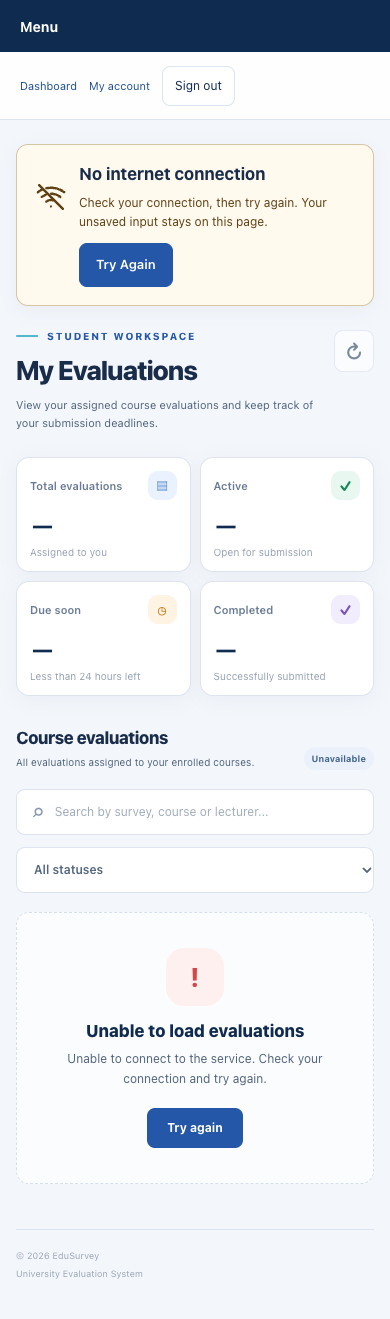 Menu
Dashboard My account Sign out
No internet connection
Check your connection, then try again. Your
unsaved input stays on this page.
Try Again
STUDENT WORKSPACE
My Evaluations
View your assigned course evaluations and keep track of
your submission deadlines.
Total evaluations
—
Assigned to you
Active
—
Open for submission
Due soon
—
Less than 24 hours left
Completed
—
Successfully submitted
Course evaluations
All evaluations assigned to your enrolled courses.
Unavailable
Search by survey, course or lecturer...
All statuses
!
Unable to load evaluations
Unable to connect to the service. Check your
connection and try again.
Try again
© 2026 EduSurvey
University Evaluation System